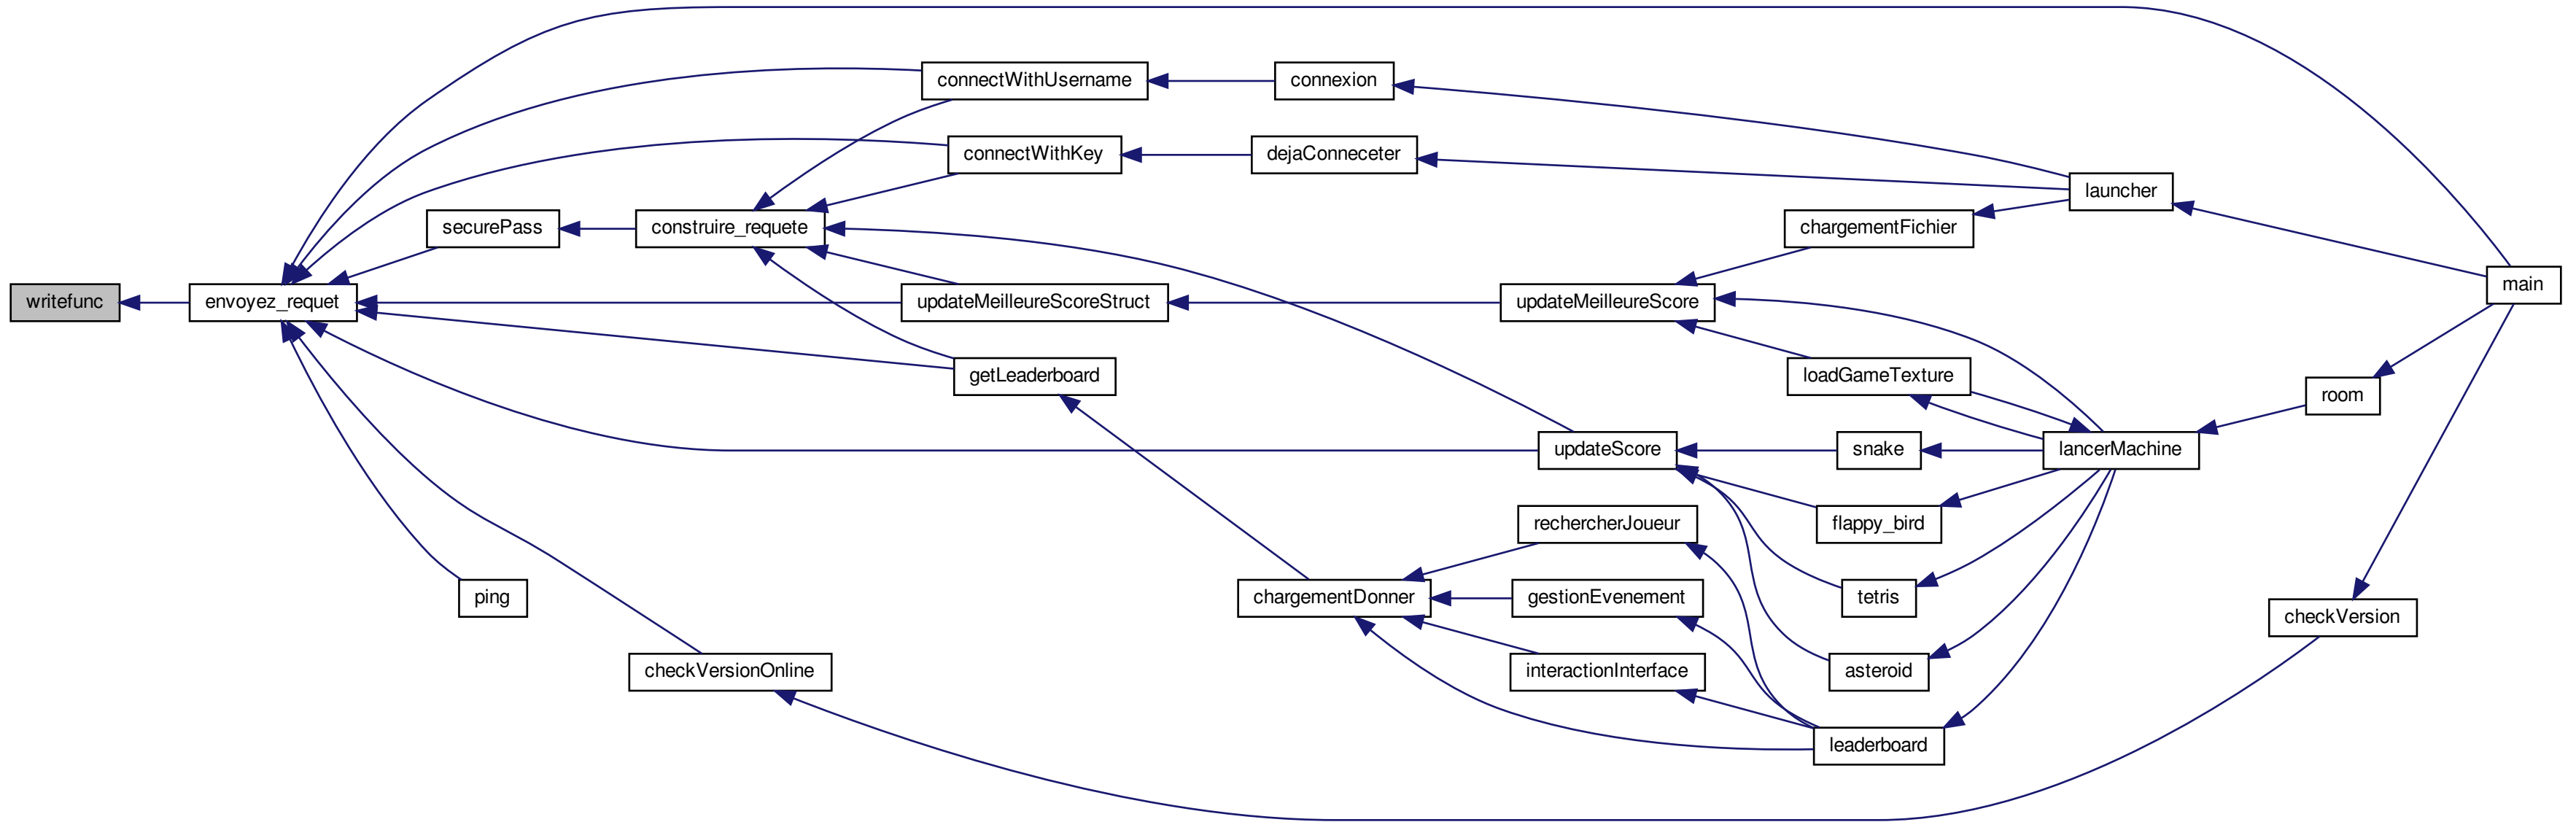 connectWithUsername
connexion
connectWithKey
dejaConneceter
launcher
securePass
construire_requete
chargementFichier
main
writefunc
envoyez_requet
updateMeilleureScoreStruct
updateMeilleureScore
getLeaderboard
loadGameTexture
room
updateScore
snake
lancerMachine
rechercherJoueur
flappy_bird
ping
chargementDonner
gestionEvenement
tetris
checkVersion
checkVersionOnline
interactionInterface
asteroid
leaderboard